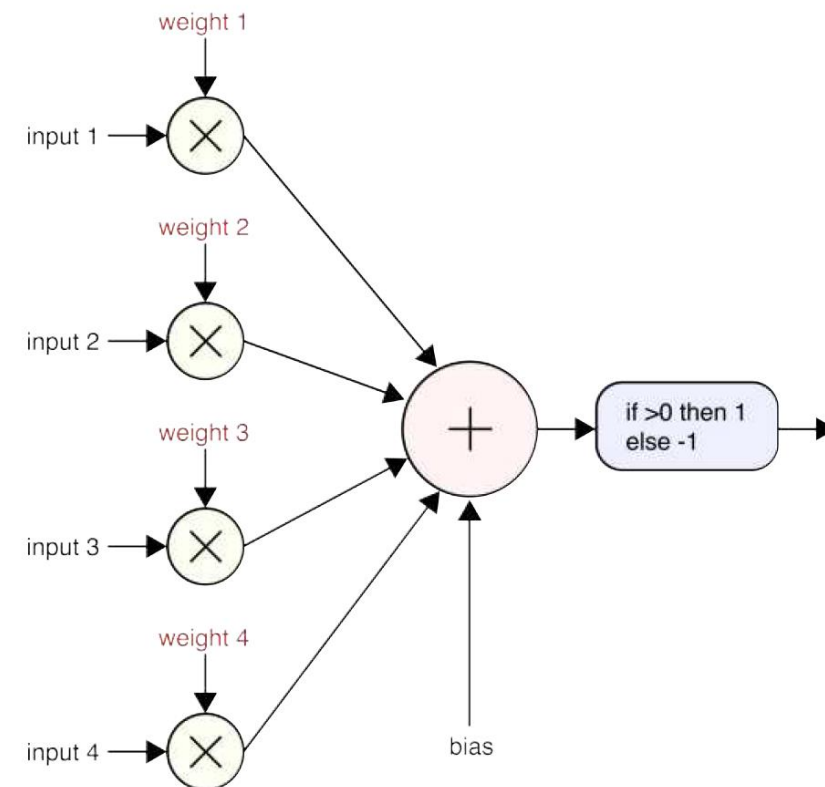 weight 1
input 1
weight 2
input 2
if >0 then 1
else -1
weight 3
input 3
weight 4
input 4
bias